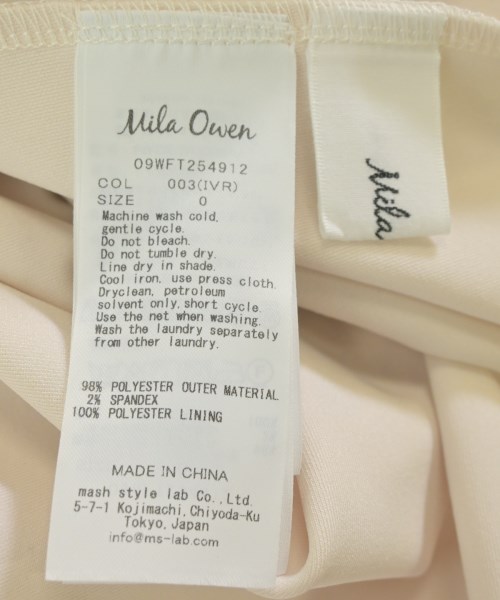 Mila Owen
09WFT254912
COL 003(IVR)
SIZE 0
Machine wash cold,
gentle cycle.
Do not bleach.
Do not tumble dry.
Line dry in shade.
Cool iron, use press cloth.
Dryclean, petroleum
solvent only, short cycle.
Use the net when washing.
Wash the laundry separately
from other laundry.
98% POLYESTER OUTER MATERIAL
2% SPANDEX
100% POLYESTER LINING
MADE IN CHINA
mash style lab Co., Ltd.
5-7-1 Kojimachi, Chiyoda-Ku
Tokyo, Japan
info@ms-lab.com
Mila